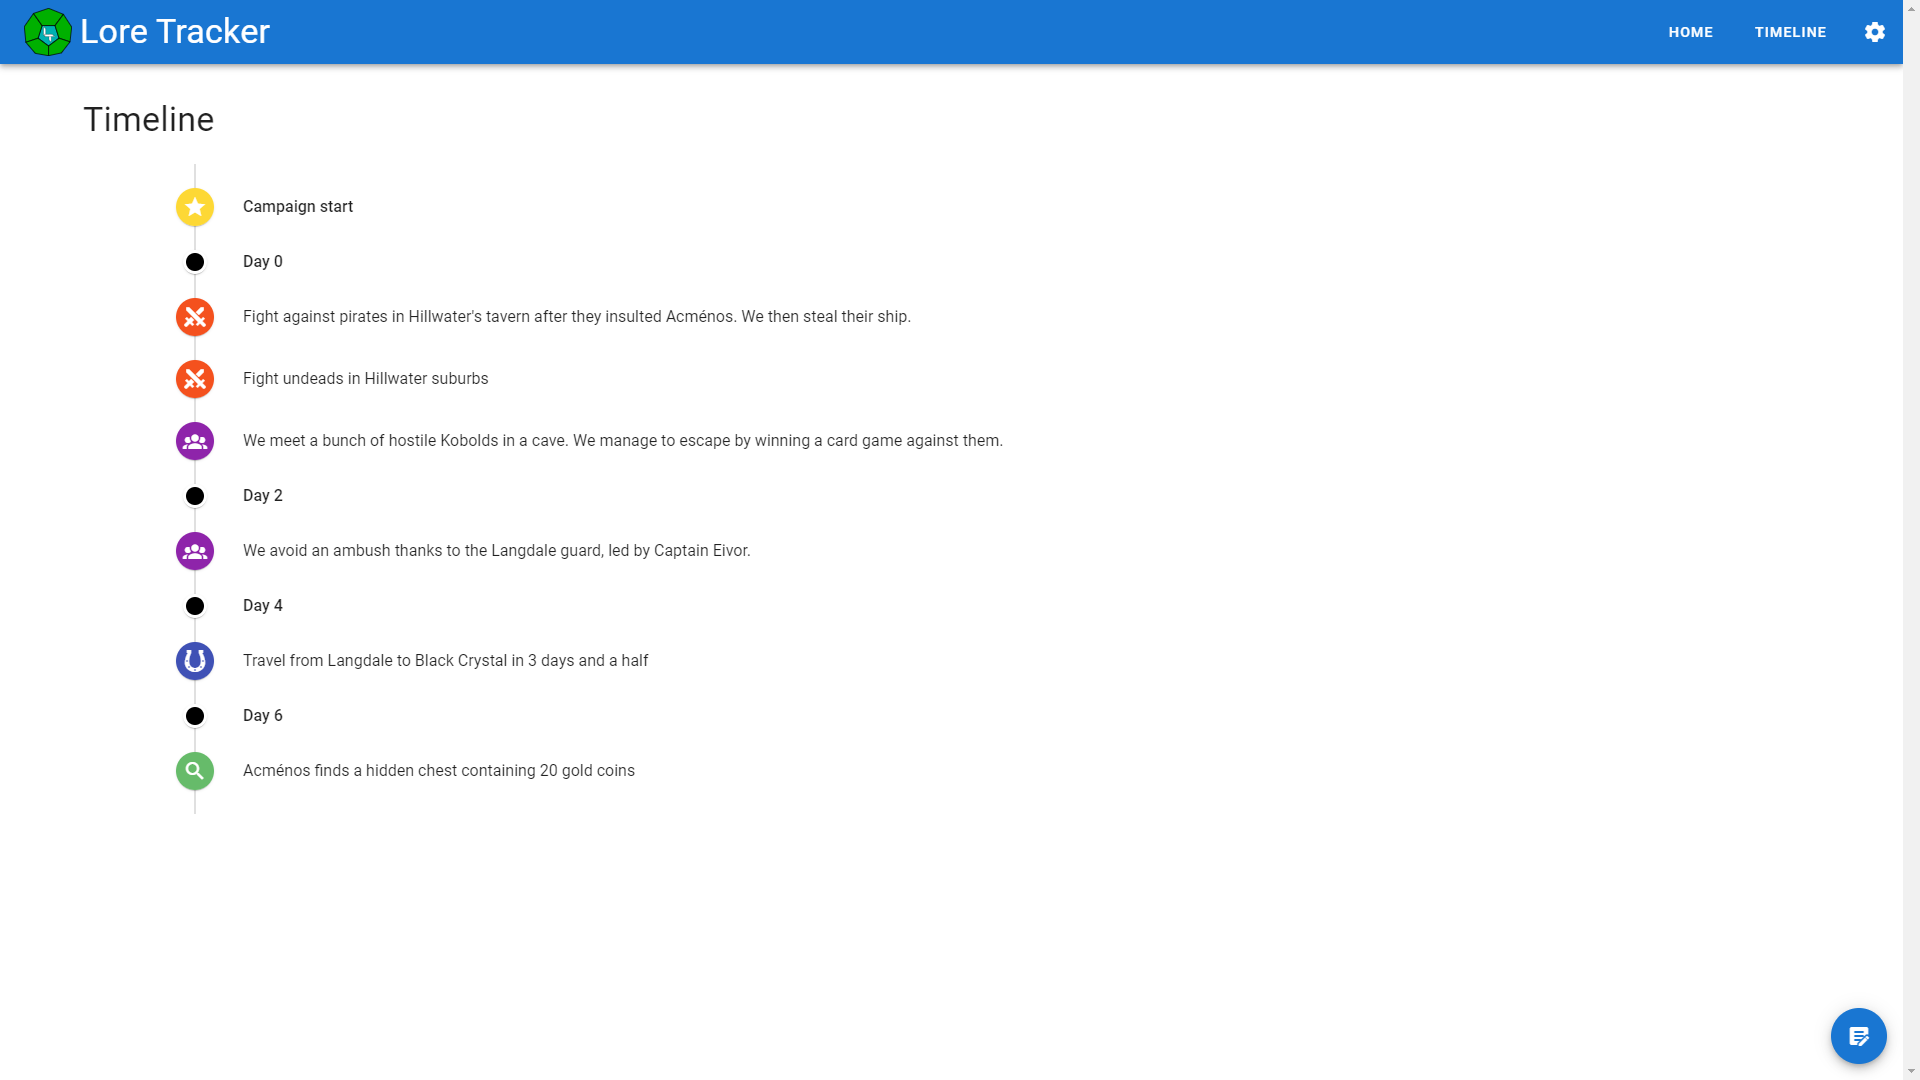 Lore Tracker
HOME
TIMELINE
Timeline
Campaign start
Day 0
Fight against pirates in Hillwater's tavern after they insulted Acménos. We then steal their ship.
Fight undeads in Hillwater suburbs
We meet a bunch of hostile Kobolds in a cave. We manage to escape by winning a card game against them.
Day 2
We avoid an ambush thanks to the Langdale guard, led by Captain Eivor.
Day 4
Travel from Langdale to Black Crystal in 3 days and a half
Day 6
Acménos finds a hidden chest containing 20 gold coins